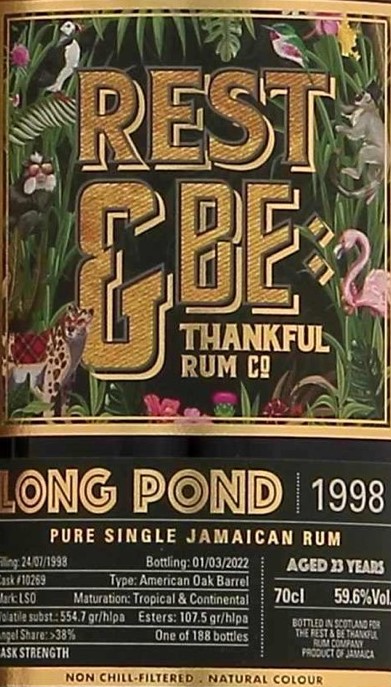 REST
& BE:
THANKFUL
RUM CO
LONG POND 1998
PURE SINGLE JAMAICAN RUM
Filling: 24/07/1998 Bottling: 01/03/2022
Cask #10269 Type: American Oak Barrel
Mark: LSO Maturation: Tropical & Continental
Volatile subst.: 554.7 gr/hlpa Esters: 107.5 gr/hlpa
Angel Share: >38% One of 188 bottles
CASK STRENGTH
AGED 23 YEARS
70cl 59.6%Vol.
BOTTLED IN SCOTLAND FOR
THE REST & BE THANKFUL
RUM COMPANY
PRODUCT OF JAMAICA
NON CHILL-FILTERED . NATURAL COLOUR